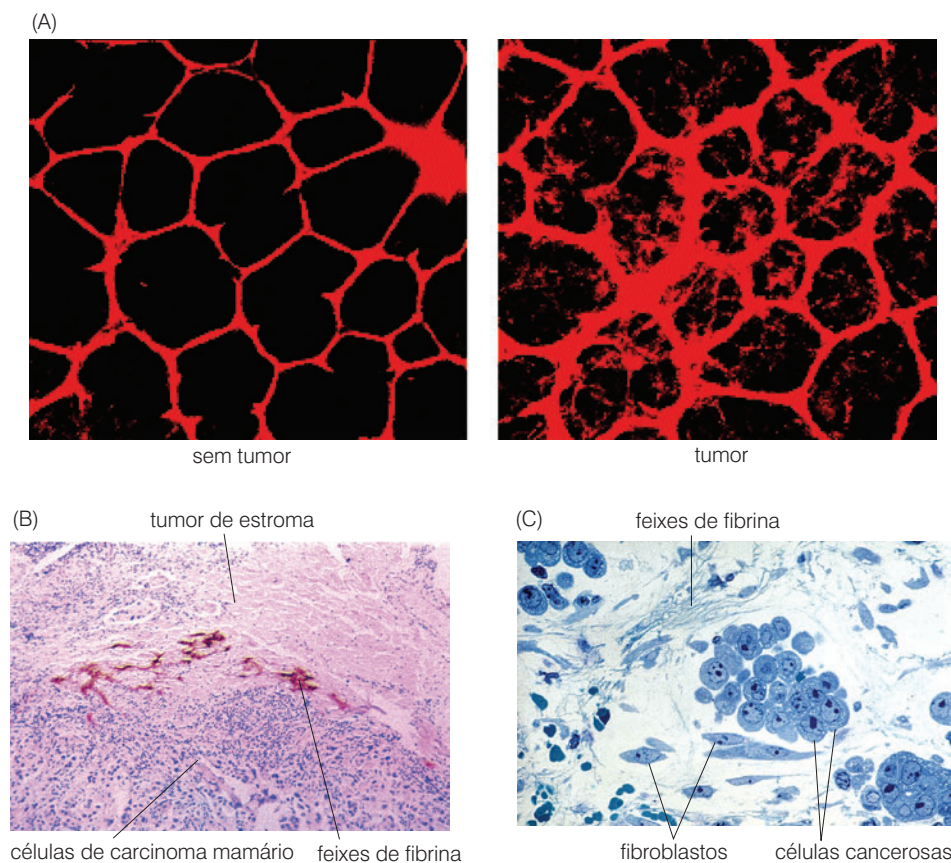 (A)
sem tumor
tumor
(B)
tumor de estroma
células de carcinoma mamário
feixes de fibrina
(C)
feixes de fibrina
fibroblastos
células cancerosas